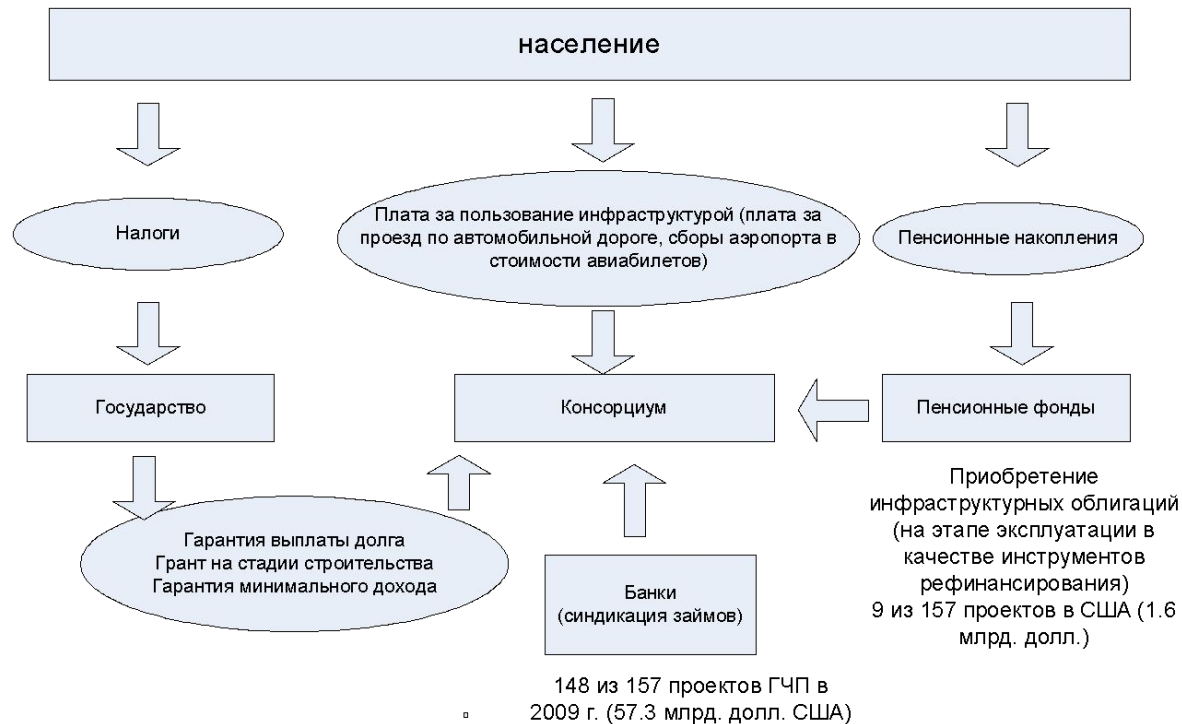 население
Налоги
Плата за пользование инфраструктурой (плата за
проезд по автомобильной дороге, сборы аэропорта в
стоимости авиабилетов)
Пенсионные накопления
Государство
Консорциум
Пенсионные фонды
Гарантия выплаты долга
Грант на стадии строительства
Гарантия минимального дохода
Банки
(синдикация займов)
Приобретение
инфраструктурных облигаций
(на этапе эксплуатации в
качестве инструментов
рефинансирования)
9 из 157 проектов в США (1.6
млрд. долл.)
148 из 157 проектов ГЧП в
2009 г. (57.3 млрд. долл. США)